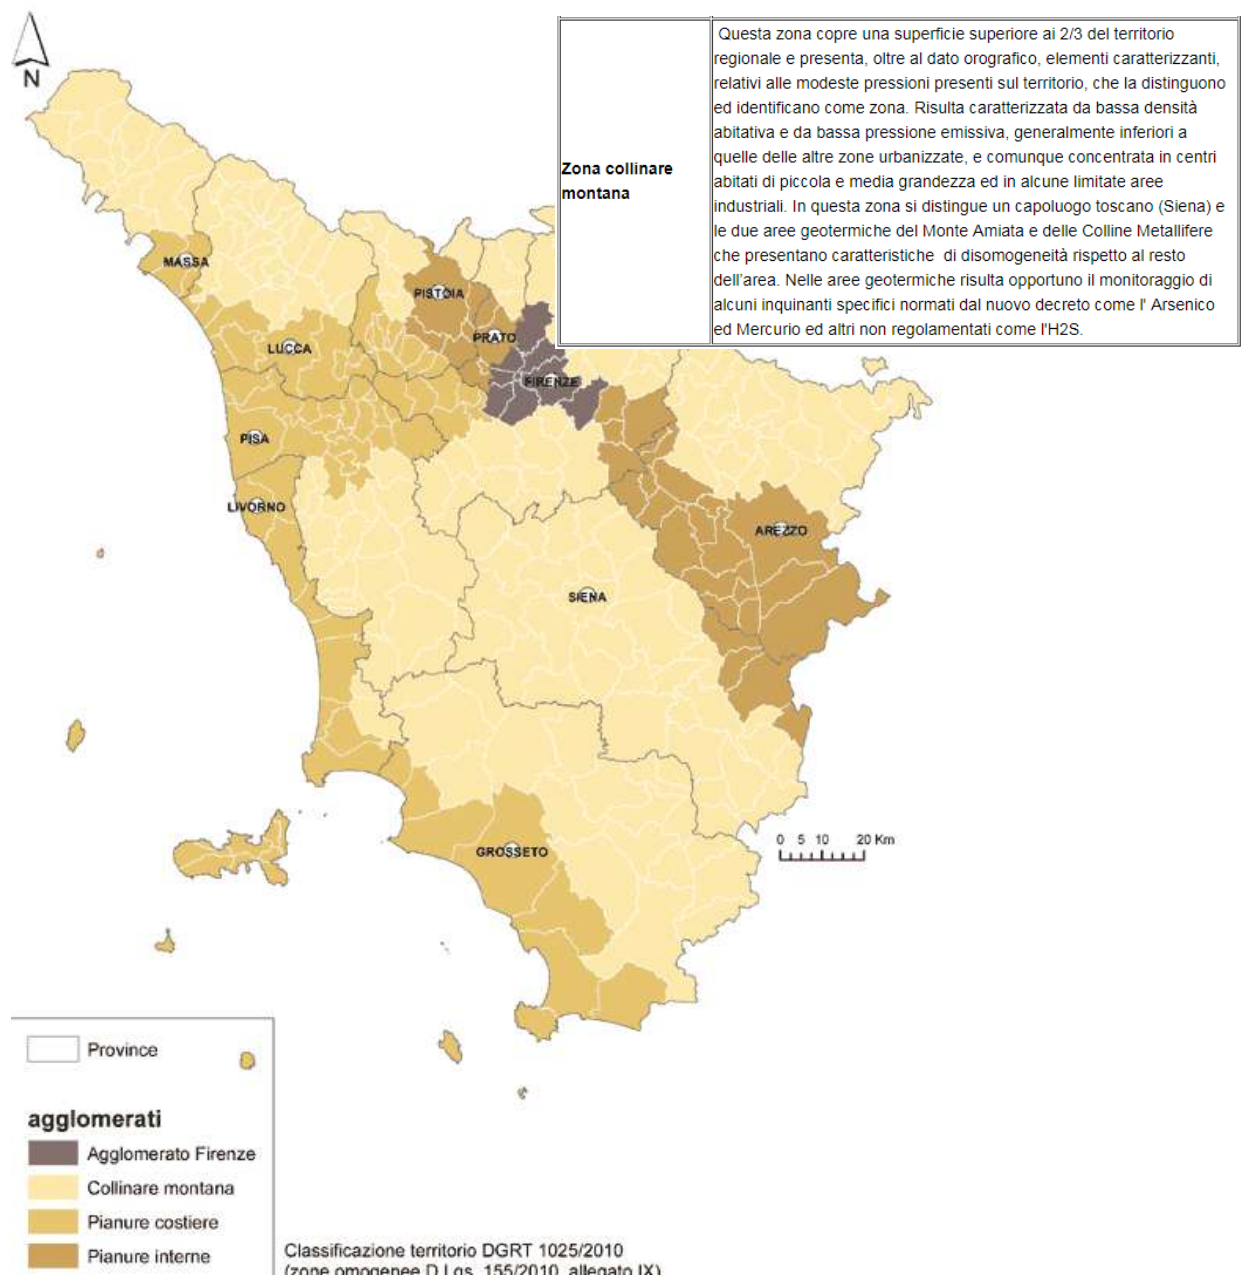 N
Zona collinare
montana
Questa zona copre una superficie superiore ai 2/3 del territorio
regionale e presenta, oltre al dato orografico, elementi caratterizzanti,
relativi alle modeste pressioni presenti sul territorio, che la distinguono
ed identificano come zona. Risulta caratterizzata da bassa densità
abitativa e da bassa pressione emissiva, generalmente inferiori a
quelle delle altre zone urbanizzate, e comunque concentrata in centri
abitati di piccola e media grandezza ed in alcune limitate aree
industriali. In questa zona si distingue un capoluogo toscano (Siena) e
le due aree geotermiche del Monte Amiata e delle Colline Metallifere
che presentano caratteristiche di disomogeneità rispetto al resto
dell'area. Nelle aree geotermiche risulta opportuno il monitoraggio di
alcuni inquinanti specifici normati dal nuovo decreto come l' Arsenico
ed Mercurio ed altri non regolamentati come l'H2S.
MASSA
PISTOIA
PRATO
LUCCA
FIRENZE
PISA
LIVORNO
AREZZO
SIENA
GROSSETO
0 5 10 20 Km
Province
agglomerati
Agglomerato Firenze
Collinare montana
Pianure costiere
Pianure interne
Classificazione territorio DGRT 1025/2010
(zone omogenee D.Lgs. 155/2010, allegato IX)